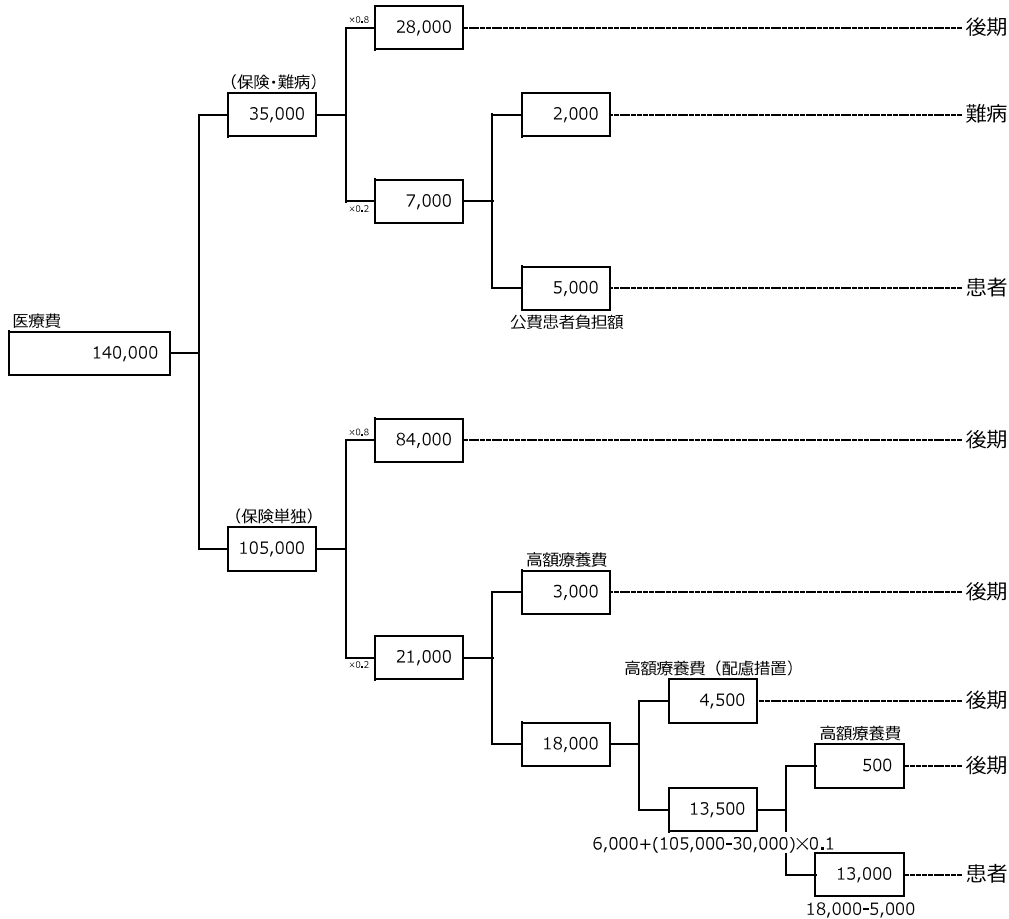 ×0.8
28,000
後期
（保険・難病）
35,000
2,000
難病
×0.2
7,000
5,000
患者
公費患者負担額
医療費
140,000
×0.8
84,000
後期
（保険単独）
105,000
高額療養費
3,000
後期
×0.2
21,000
高額療養費（配慮措置）
4,500
後期
18,000
高額療養費
500
後期
13,500
6,000+(105,000-30,000)×0.1
13,000
患者
18,000-5,000